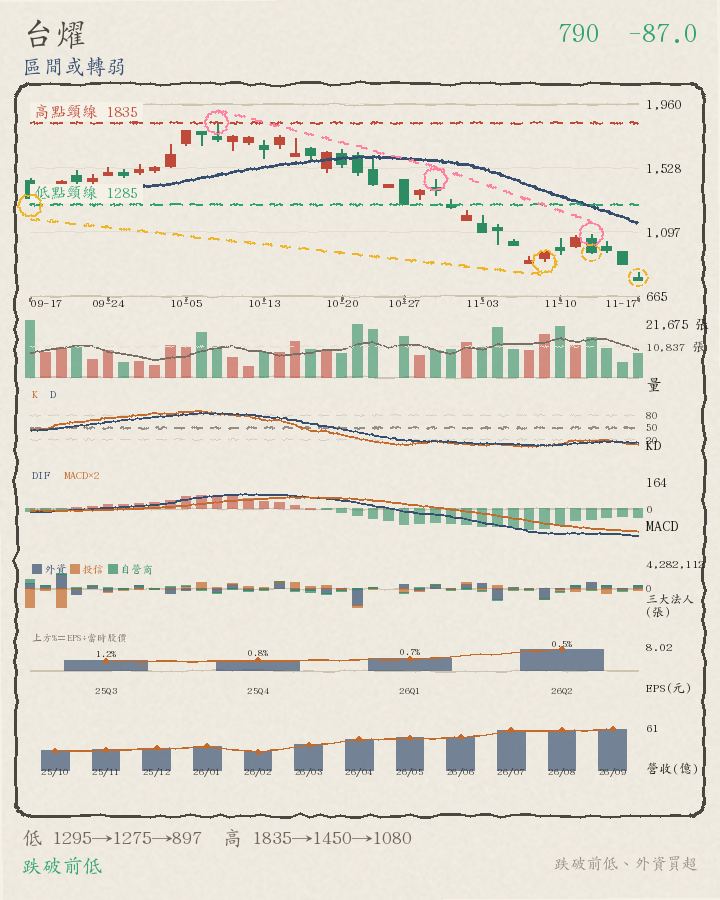 台燿
790 -87.0
區間或轉弱
高點頸線 1835
低點頸線 1285
1,960
1,528
1,097
665
09-17 09-24 10-05 10-13 10-20 10-27 11-03 11-10 11-17
21,675 張
10,837 張
量
K D
80
50
20
KD
DIF MACD×2
164
0
MACD
外資 投信 自營商
4,282,112
0
三大法人
(張)
上方%=EPS÷當時股價
1.2% 0.8% 0.7% 0.5%
8.02
25Q3 25Q4 26Q1 26Q2
EPS(元)
61
25/10 25/11 25/12 26/01 26/02 26/03 26/04 26/05 26/06 26/07 26/08 26/09
營收(億)
低 1295→1275→897 高 1835→1450→1080
跌破前低
跌破前低、外資買超